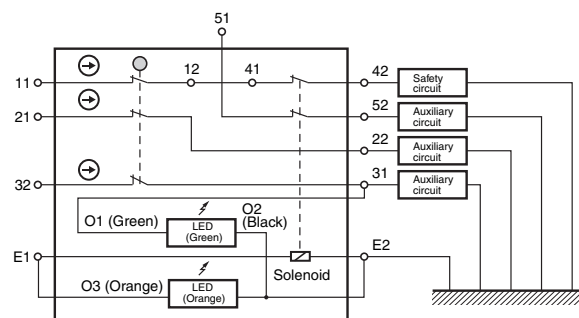 51
11
12
41
42
Safety
circuit
21
52
Auxiliary
circuit
22
Auxiliary
circuit
32
31
Auxiliary
circuit
O1 (Green)
LED
(Green)
O2
(Black)
E1
Solenoid
E2
O3 (Orange)
LED
(Orange)